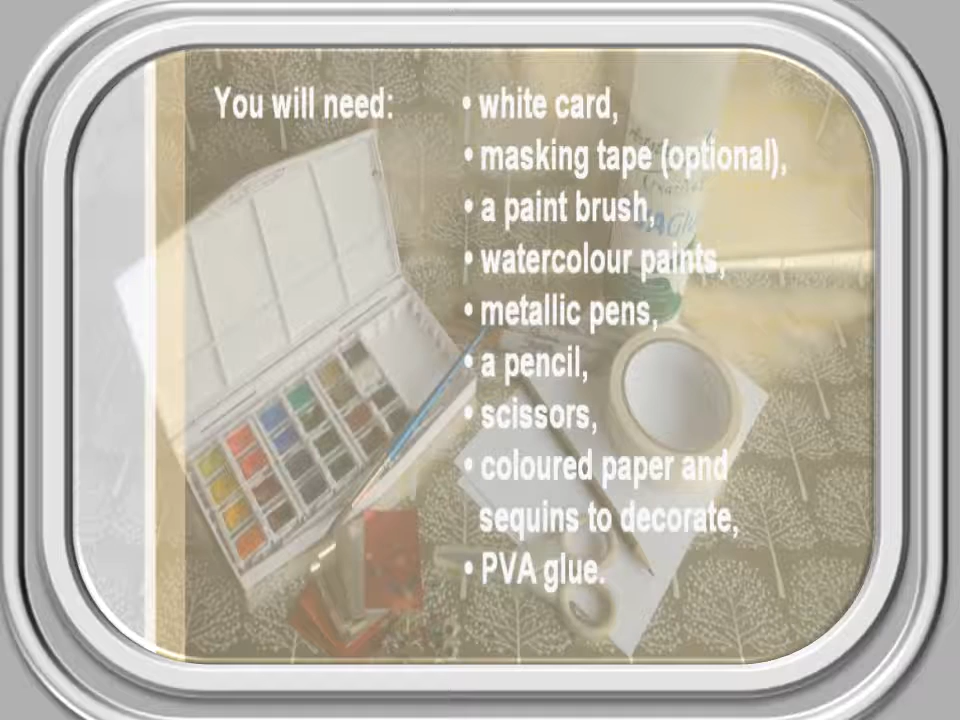 You will need:
• white card,
• masking tape (optional),
• a paint brush,
• watercolour paints,
• metallic pens,
• a pencil,
• scissors,
• coloured paper and
sequins to decorate,
• PVA glue.